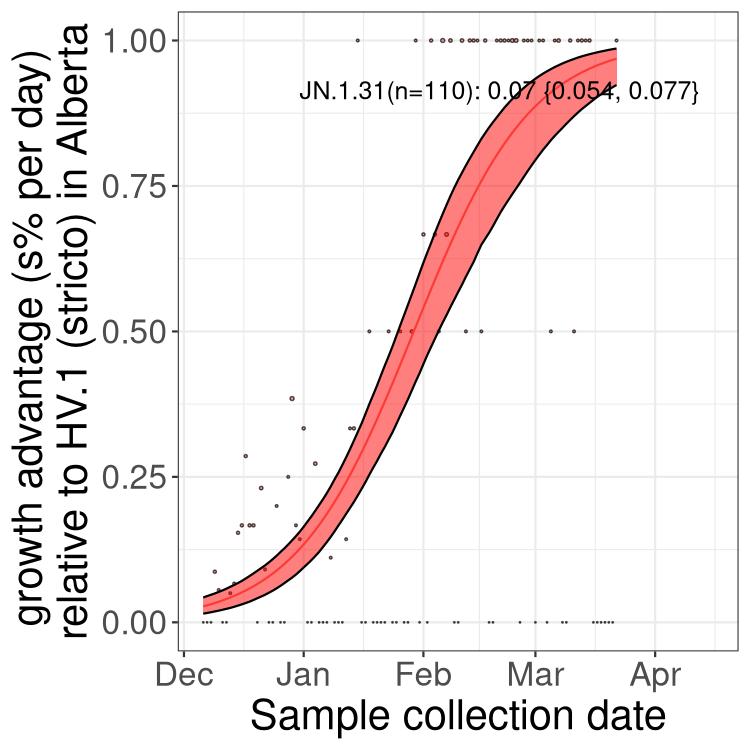 growth advantage (s% per day)
relative to HV.1 (stricto) in Alberta
1.00
JN.1.31(n=110): 0.07 {0.054, 0.077}
0.75
0.50
0.25
0.00
Dec Jan Feb Mar Apr
Sample collection date